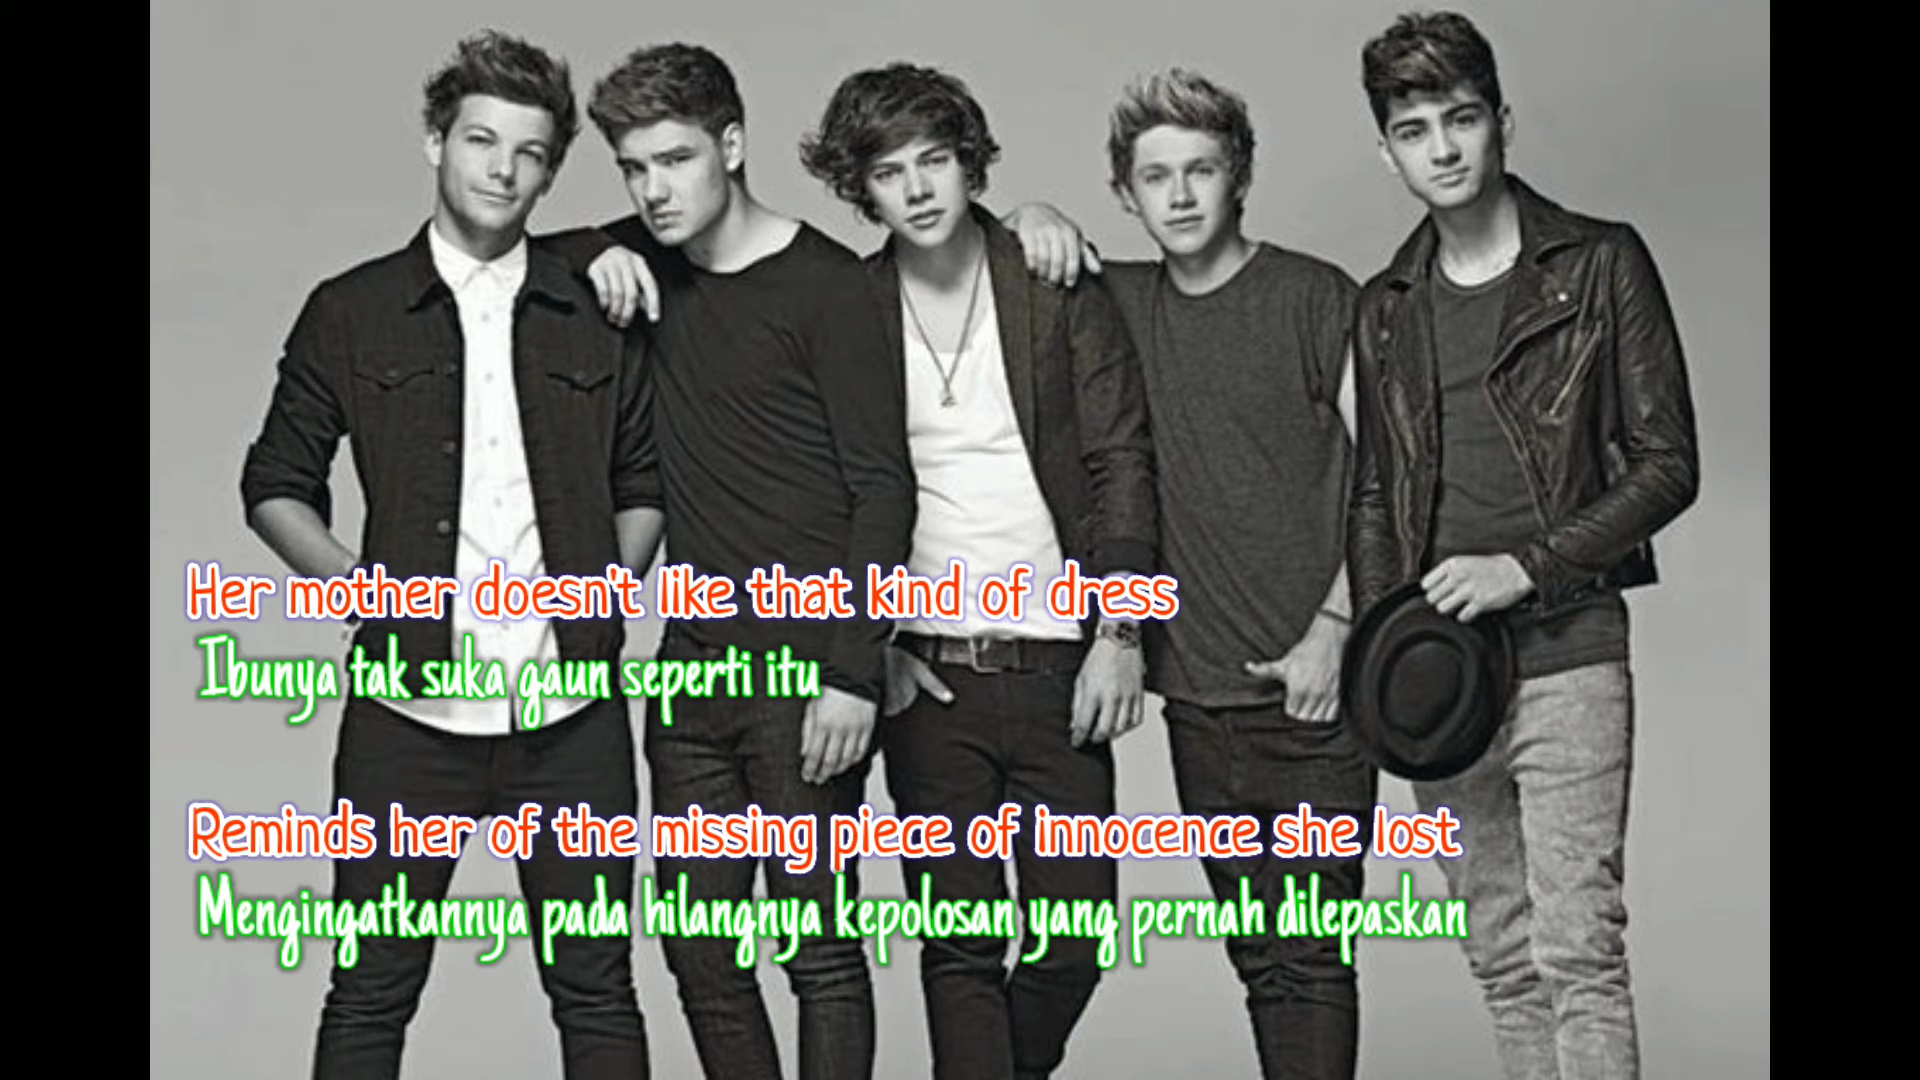 Her mother doesn't like that kind of dress
Ibunya tak suka gaun seperti itu
Reminds her of the missing piece of innocence she lost
Mengingatkannya pada hilangnya kepolosan yang pernah dilepaskan